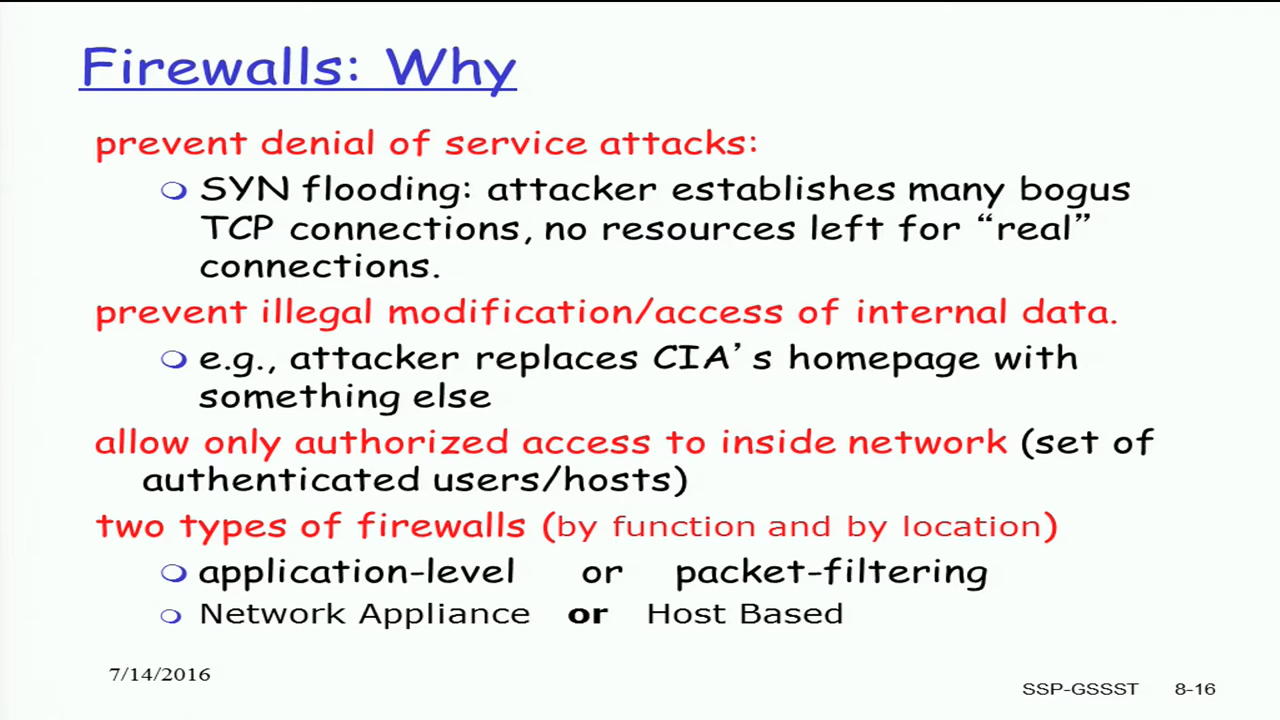 Firewalls: Why
prevent denial of service attacks:
SYN flooding: attacker establishes many bogus
TCP connections, no resources left for “real”
connections.
prevent illegal modification/access of internal data.
e.g., attacker replaces CIA’s homepage with
something else
allow only authorized access to inside network (set of
authenticated users/hosts)
two types of firewalls (by function and by location)
application-level or packet-filtering
Network Appliance or Host Based
7/14/2016
SSP-GSSST 8-16